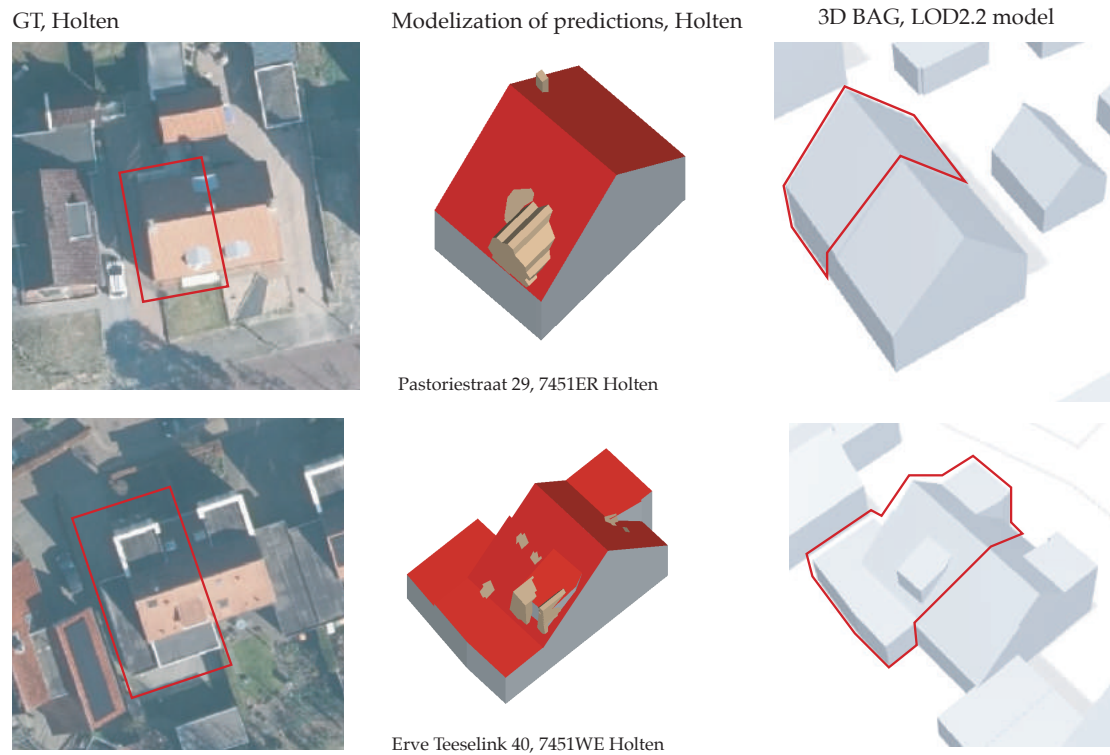 GT, Holten
Modelization of predictions, Holten
3D BAG, LOD2.2 model
Pastoriestraat 29, 7451ER Holten
Erve Teeselink 40, 7451WE Holten